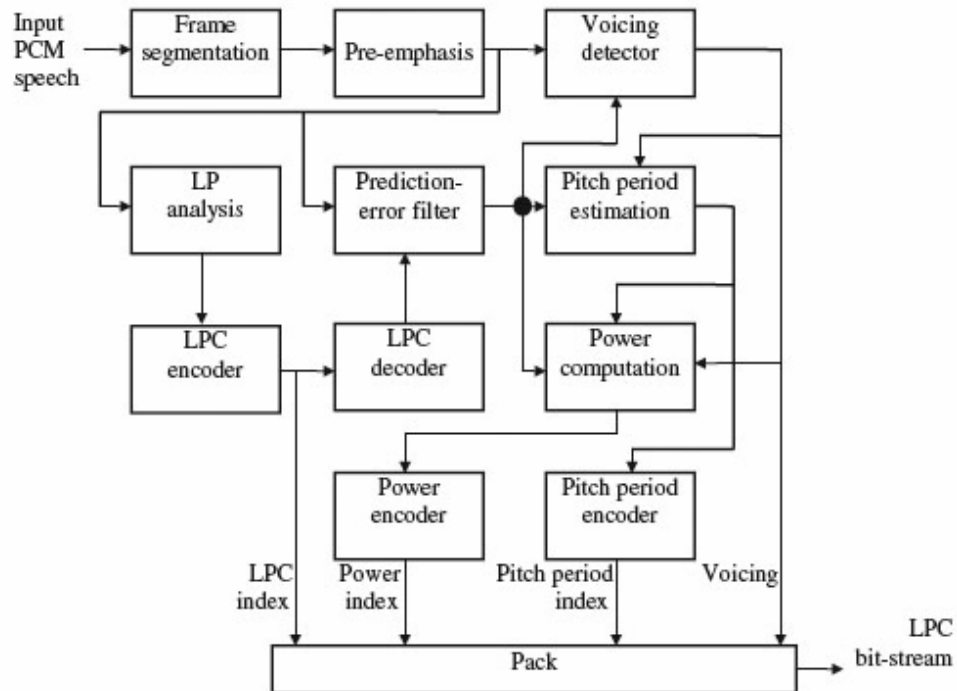 Input
PCM
speech
Frame
segmentation
Pre-emphasis
Voicing
detector
LP
analysis
Prediction-
error filter
Pitch period
estimation
LPC
encoder
LPC
decoder
Power
computation
Power
encoder
Pitch period
encoder
LPC
index
Power
index
Pitch period
index
Voicing
Pack
LPC
bit-stream